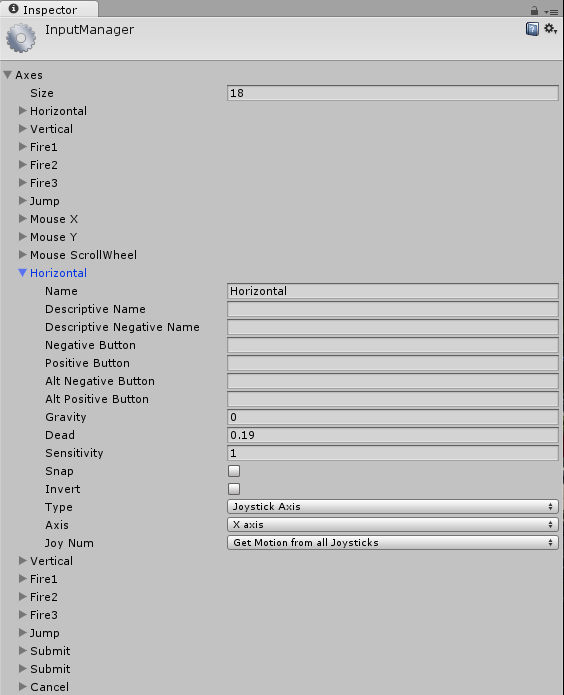 Inspector
InputManager
Axes
Size 18
Horizontal
Vertical
Fire1
Fire2
Fire3
Jump
Mouse X
Mouse Y
Mouse ScrollWheel
Horizontal
Name Horizontal
Descriptive Name
Descriptive Negative Name
Negative Button
Positive Button
Alt Negative Button
Alt Positive Button
Gravity 0
Dead 0.19
Sensitivity 1
Snap
Invert
Type Joystick Axis
Axis X axis
Joy Num Get Motion from all Joysticks
Vertical
Fire1
Fire2
Fire3
Jump
Submit
Submit
Cancel